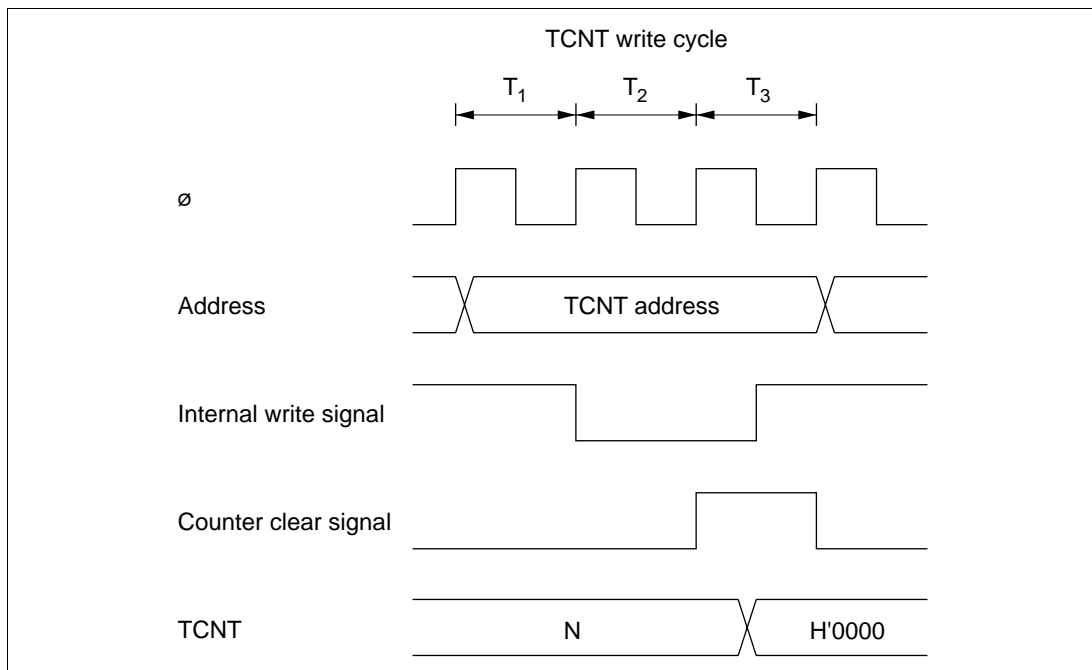 TCNT write cycle
T1 T2 T3
ø
Address TCNT address
Internal write signal
Counter clear signal
TCNT N H'0000